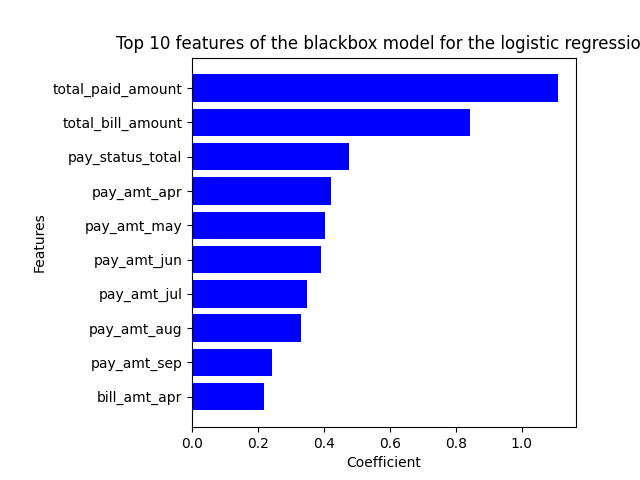 Top 10 features of the blackbox model for the logistic regressio
total_paid_amount
total_bill_amount
pay_status_total
pay_amt_apr
pay_amt_may
pay_amt_jun
pay_amt_jul
pay_amt_aug
pay_amt_sep
bill_amt_apr
Features
0.0 0.2 0.4 0.6 0.8 1.0
Coefficient